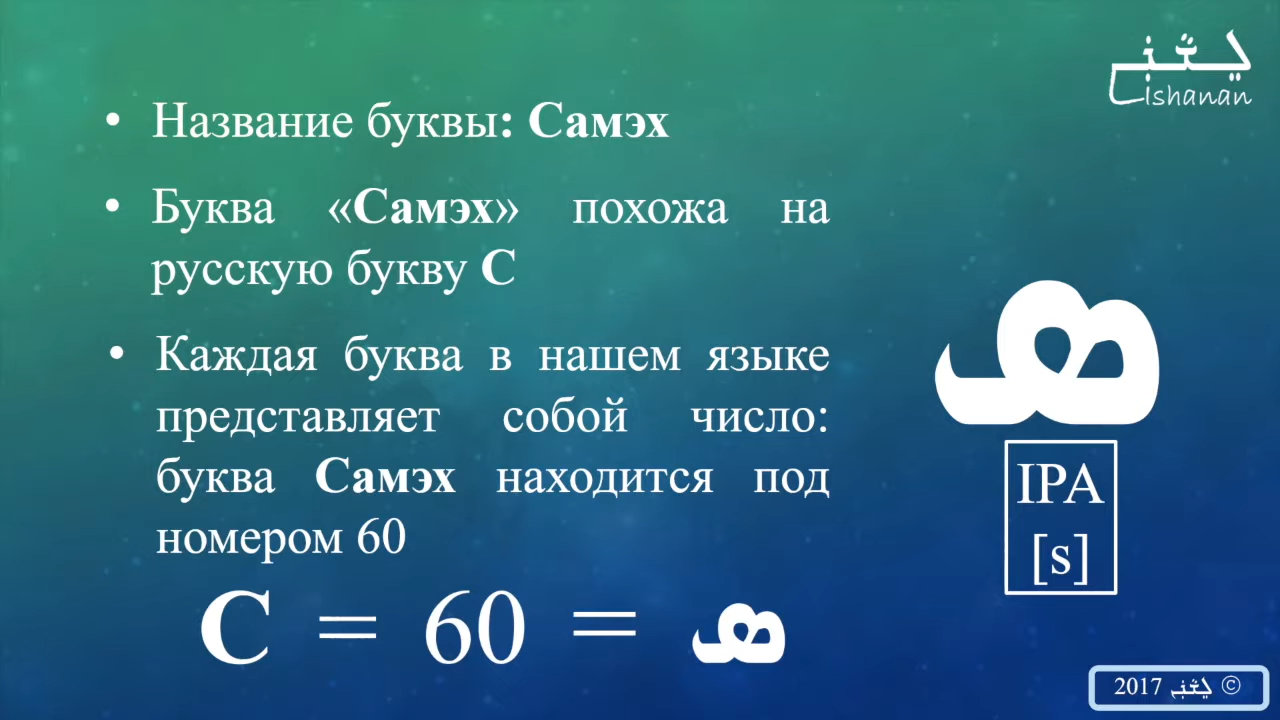 ܠܫܢܢ
Lishanan
• Название буквы: Самэх
• Буква «Самэх» похожа на
русскую букву С
• Каждая буква в нашем языке
представляет собой число:
буква Самэх находится под
номером 60
С = 60 = ܣ
ܣ
IPA
[s]
2017 ܠܫܢܢ ©